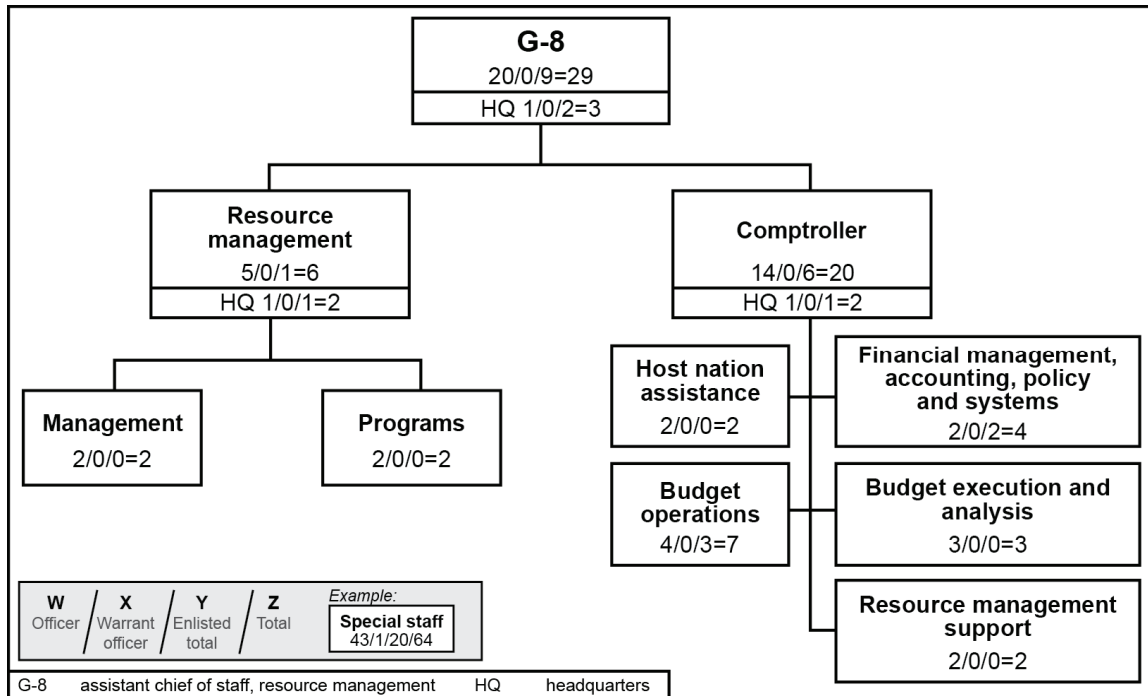 G-8
20/0/9=29
HQ 1/0/2=3
Resource
management
5/0/1=6
HQ 1/0/1=2
Comptroller
14/0/6=20
HQ 1/0/1=2
Management
2/0/0=2
Programs
2/0/0=2
Host nation
assistance
2/0/0=2
Financial management,
accounting, policy
and systems
2/0/2=4
Budget
operations
4/0/3=7
Budget execution and
analysis
3/0/0=3
Resource management
support
2/0/0=2
W / X / Y / Z
Officer Warrant officer Enlisted total Total
Example:
Special staff
43/1/20/64
G-8 assistant chief of staff, resource management HQ headquarters